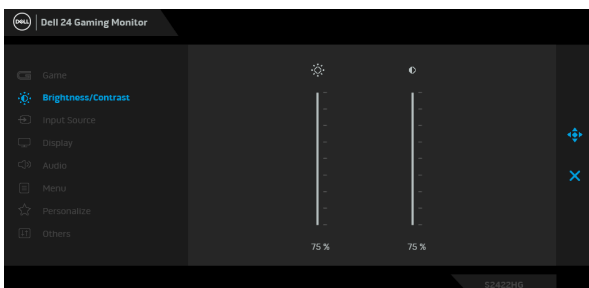 DELL
Dell 24 Gaming Monitor
Game
Brightness/Contrast
Input Source
Display
Audio
Menu
Personalize
Others
75 %
75 %
S2422HG